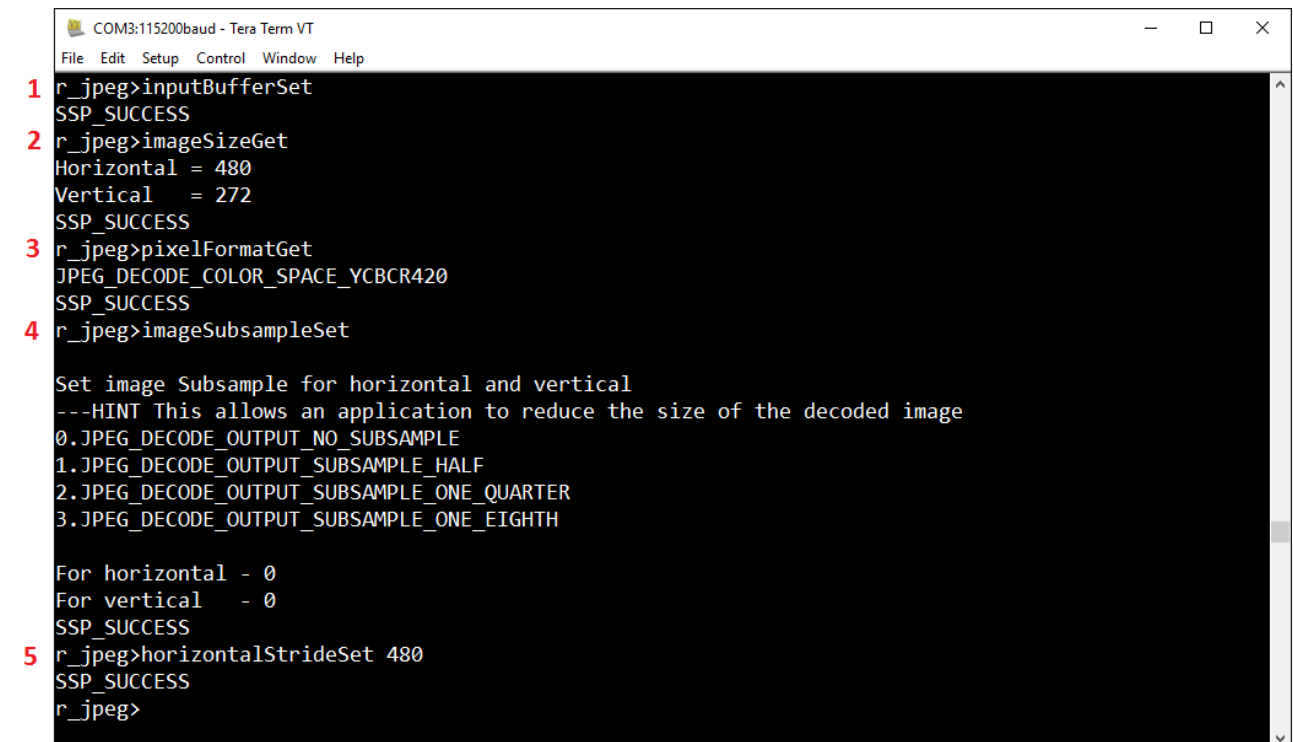 COM3:115200baud - Tera Term VT
File Edit Setup Control Window Help
1 r_jpeg>inputBufferSet
SSP_SUCCESS
2 r_jpeg>imageSizeGet
Horizontal = 480
Vertical   = 272
SSP_SUCCESS
3 r_jpeg>pixelFormatGet
JPEG_DECODE_COLOR_SPACE_YCBCR420
SSP_SUCCESS
4 r_jpeg>imageSubsampleSet
Set image Subsample for horizontal and vertical
---HINT This allows an application to reduce the size of the decoded image
0.JPEG_DECODE_OUTPUT_NO_SUBSAMPLE
1.JPEG_DECODE_OUTPUT_SUBSAMPLE_HALF
2.JPEG_DECODE_OUTPUT_SUBSAMPLE_ONE_QUARTER
3.JPEG_DECODE_OUTPUT_SUBSAMPLE_ONE_EIGHTH
For horizontal - 0
For vertical   - 0
SSP_SUCCESS
5 r_jpeg>horizontalStrideSet 480
SSP_SUCCESS
r_jpeg>